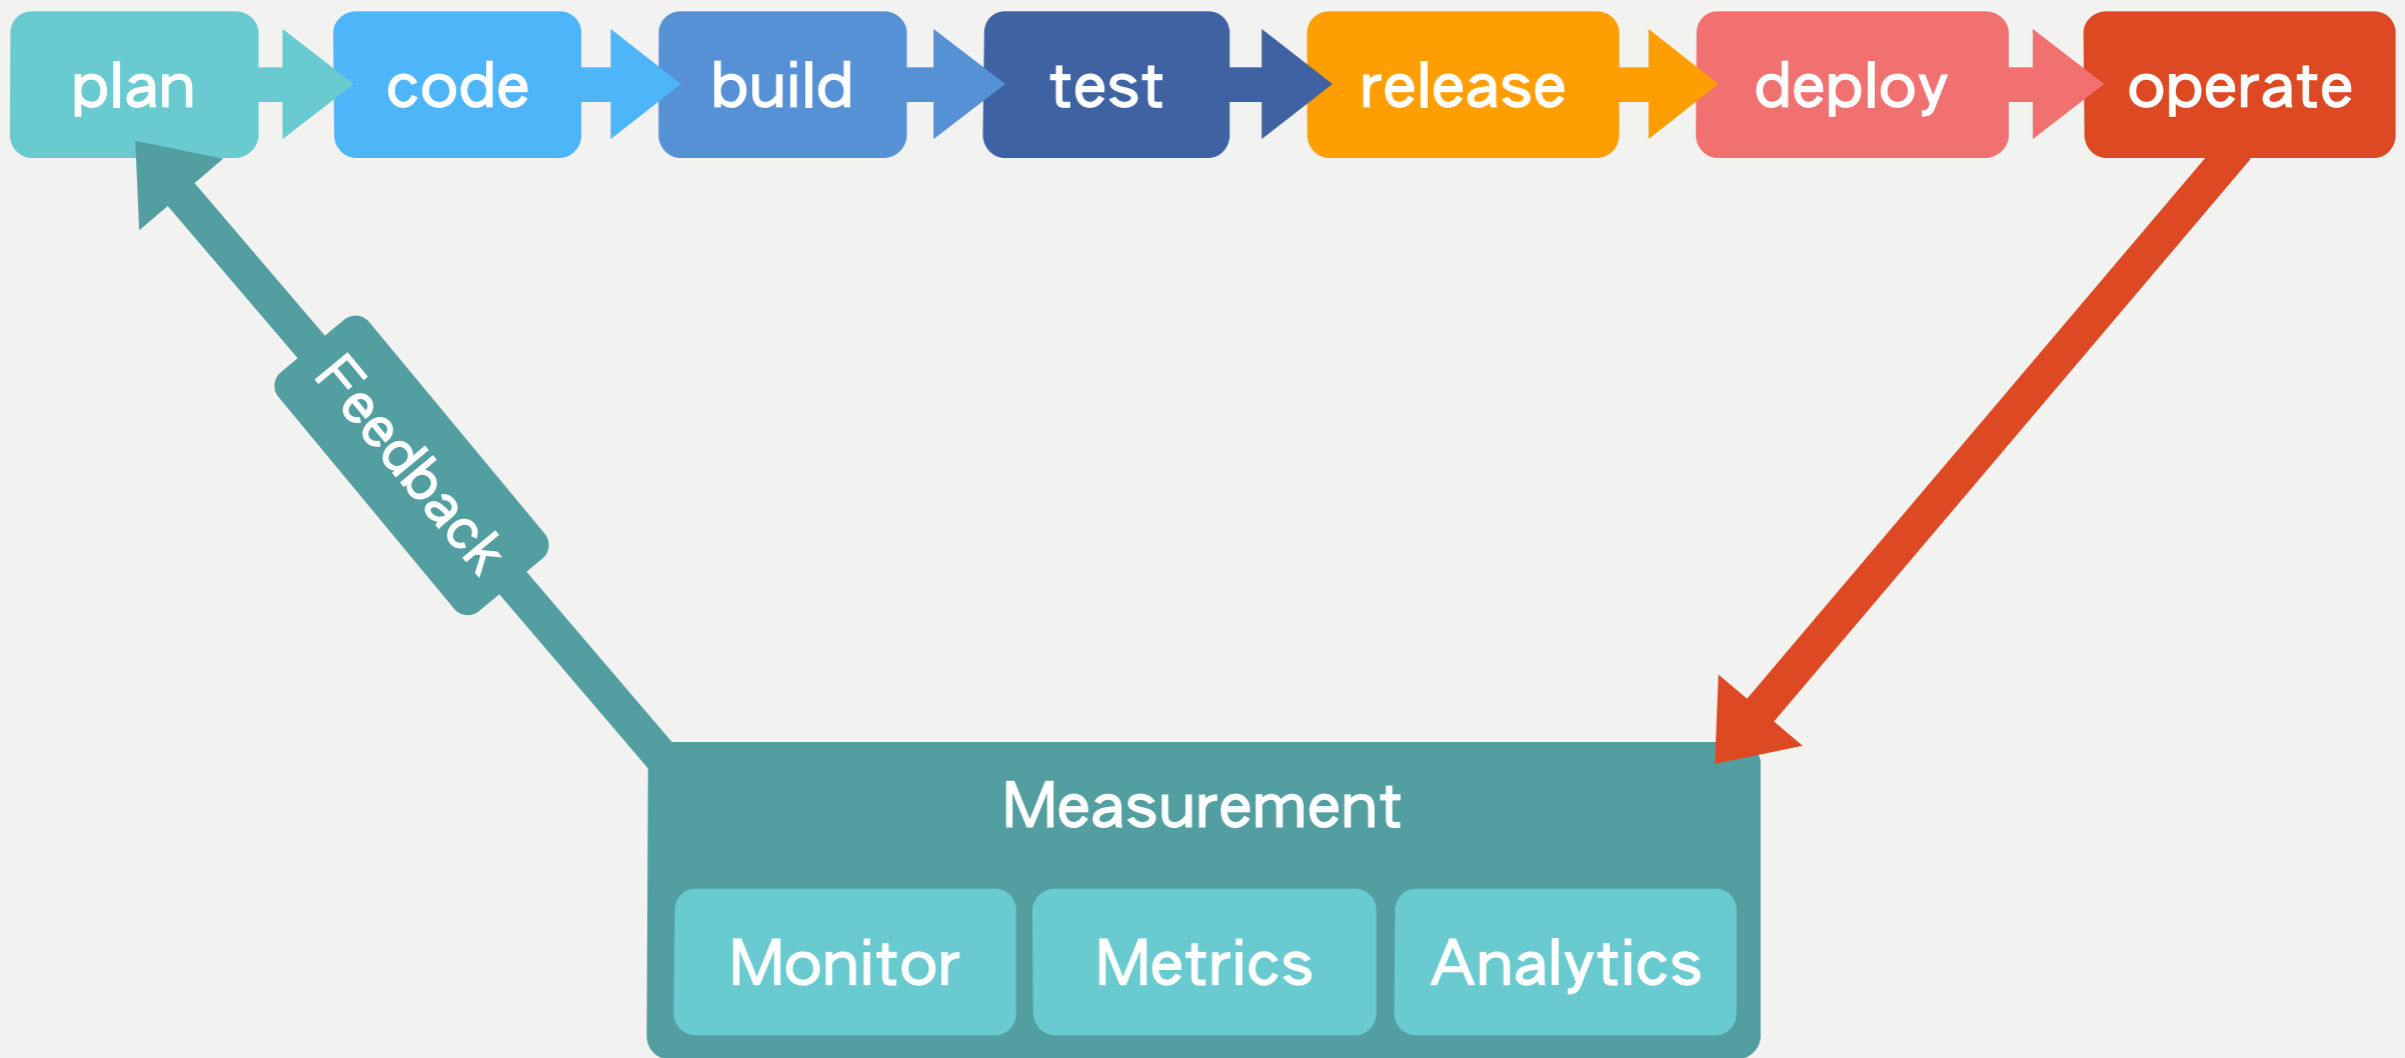 plan
code
build
test
release
deploy
operate
Feedback
Measurement
Monitor
Metrics
Analytics